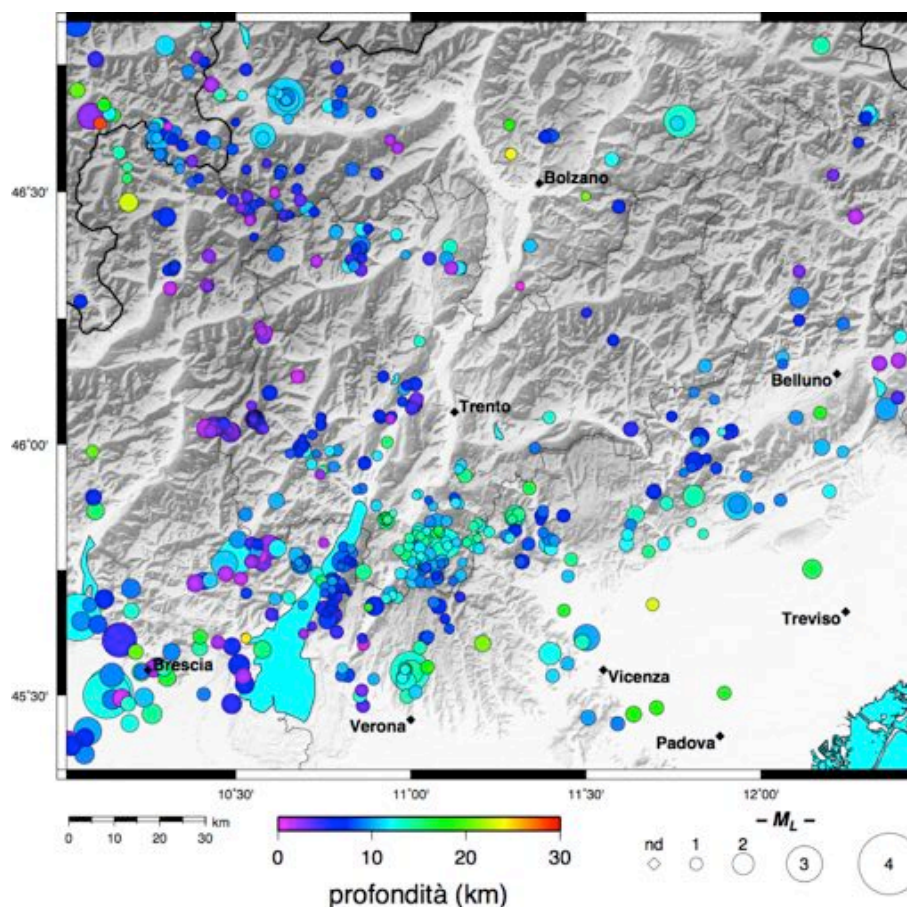 46˚30'
Bolzano
Belluno
Trento
46˚00'
Treviso
Brescia
Vicenza
45˚30'
Verona
Padova
10˚30' 11˚00' 11˚30' 12˚00'
km
0 10 20 30
0 10 20 30
profondità (km)
– ML –
nd 1 2 3 4